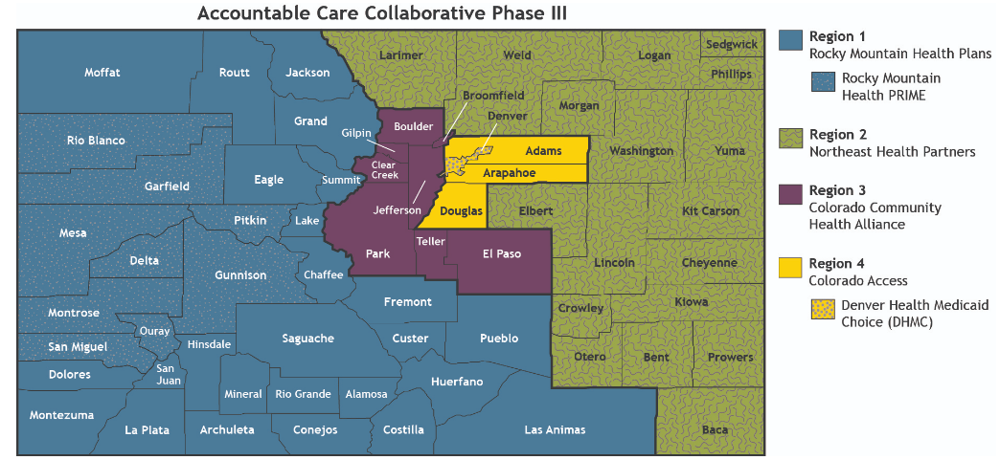 Accountable Care Collaborative Phase III
Moffat
Routt
Jackson
Larimer
Weld
Logan
Sedgwick
Phillips
Rio Blanco
Grand
Gilpin
Boulder
Broomfield
Denver
Morgan
Garfield
Eagle
Summit
Clear
Creek
Adams
Arapahoe
Washington
Yuma
Mesa
Pitkin
Lake
Jefferson
Douglas
Elbert
Kit Carson
Delta
Gunnison
Chaffee
Park
Teller
El Paso
Lincoln
Cheyenne
Montrose
Ouray
Fremont
Crowley
Kiowa
San Miguel
Hinsdale
Saguache
Custer
Pueblo
Otero
Bent
Prowers
Dolores
San
Juan
Mineral
Rio Grande
Alamosa
Huerfano
Montezuma
La Plata
Archuleta
Conejos
Costilla
Las Animas
Baca
Region 1
Rocky Mountain Health Plans
Rocky Mountain
Health PRIME
Region 2
Northeast Health Partners
Region 3
Colorado Community
Health Alliance
Region 4
Colorado Access
Denver Health Medicaid
Choice (DHMC)